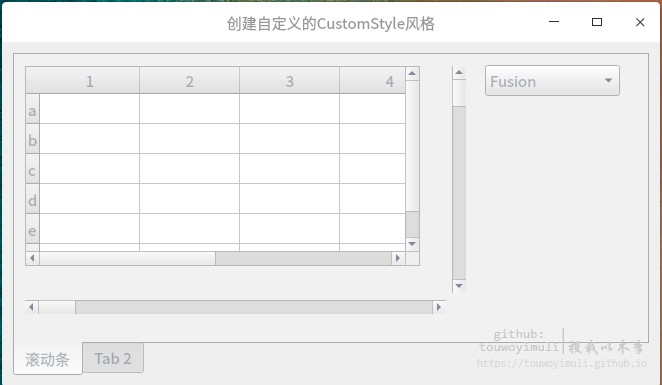 创建自定义的CustomStyle风格
1 2 3 4
Fusion
a
b
c
d
e
github:
touwoyimuli
投我以木李
https://touwoyimuli.github.io
滚动条 Tab 2